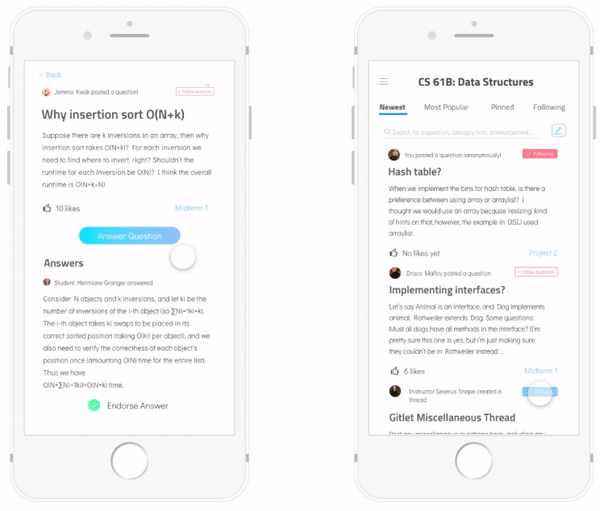 < Back
Jemma Kwak posted a question
+ Follow question
Why insertion sort O(N+k)
Suppose there are k inversions in an array, then why
insertion sort takes O(N+k)? For each inversion we
need to find where to invert, right? Shouldn't the
runtime for each inversion be O(N)? I think the overall
runtime is O(N+k*N)
10 likes
Midterm 1
Answer Question
Answers
Student Hermione Granger answered
Consider N objects and k inversions, and let ki be the
number of inversions of the i-th object (so ∑Ni=1ki=k).
The i-th object takes ki swaps to be placed in its
correct sorted position (taking O(ki) per object), and we
also need to verify the correctness of each object's
position once (amounting O(N) time for the entire list).
Thus we have
O(N+∑Ni=1ki)=O(N+k) time.
Endorse Answer
CS 61B: Data Structures
Newest
Most Popular
Pinned
Following
Search for a question, category, note, announcement...
You posted a question (anonymously)
✓ Following
Hash table?
When we implement the bins for hash table, is there a
preference between using array or arraylist? I
thought we would use an array because 'resizing' kind
of hints on that; however, the example in DSIJ used
arraylist.
No likes yet
Project 2
Draco Malfoy posted a question
+ Follow question
Implementing interfaces?
Let's say Animal is an interface, and Dog implements
animal. Rottweiler extends Dog. Some questions:
Must all dogs have all methods in the interface? (I'm
pretty sure this one is yes, but i'm just making sure
they couldn't be in Rottweiler instead ...
6 likes
Midterm 1
Instructor Severus Snape created a
thread
Gitlet Miscellaneous Thread